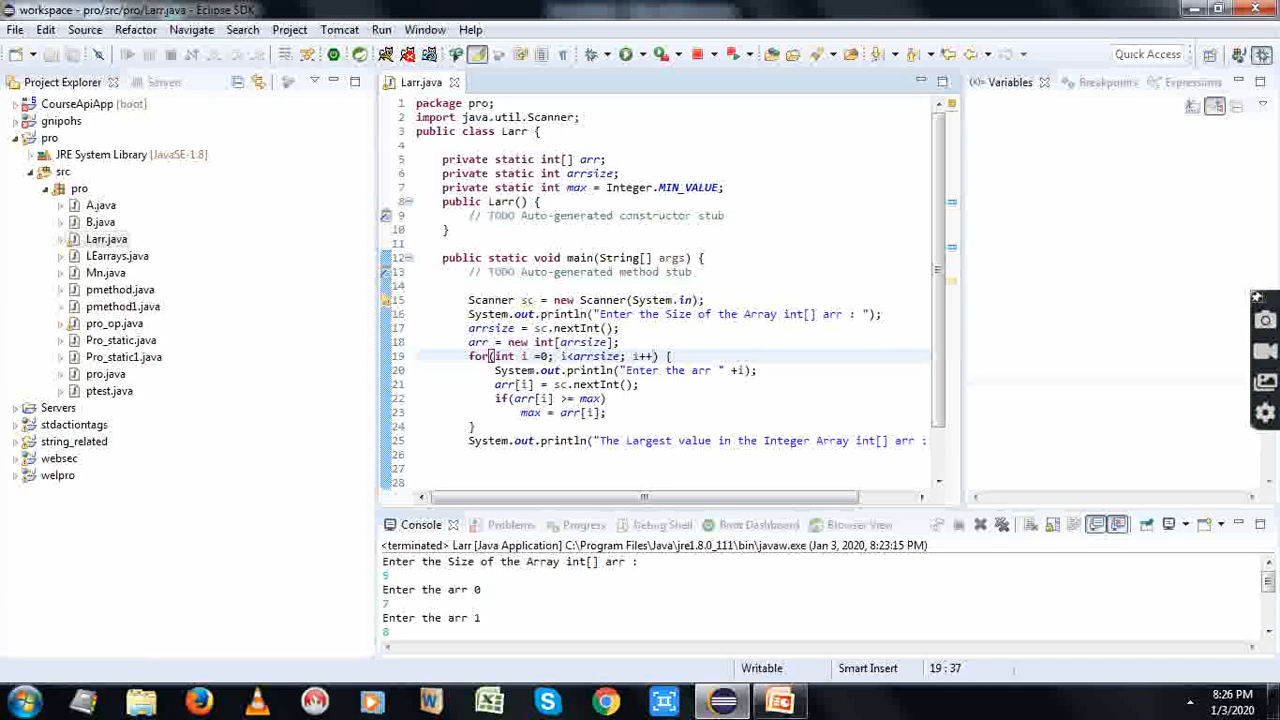 workspace - pro/src/pro/Larr.java - Eclipse SDK
File Edit Source Refactor Navigate Search Project Tomcat Run Window Help
Quick Access
Project Explorer Servers
CourseApiApp [boot]
gnipohs
pro
JRE System Library [JavaSE-1.8]
src
pro
A.java
B.java
Larr.java
LEarrays.java
Mn.java
pmethod.java
pmethod1.java
pro_op.java
Pro_static.java
Pro_static1.java
pro.java
ptest.java
Servers
stdactiontags
string_related
websec
welpro
Larr.java
1 package pro;
2 import java.util.Scanner;
3 public class Larr {
4
5 private static int[] arr;
6 private static int arrsize;
7 private static int max = Integer.MIN_VALUE;
8 public Larr() {
9 // TODO Auto-generated constructor stub
10 }
11
12 public static void main(String[] args) {
13 // TODO Auto-generated method stub
14
15 Scanner sc = new Scanner(System.in);
16 System.out.println("Enter the Size of the Array int[] arr : ");
17 arrsize = sc.nextInt();
18 arr = new int[arrsize];
19 for(int i =0; i<arrsize; i++) {
20 System.out.println("Enter the arr " +i);
21 arr[i] = sc.nextInt();
22 if(arr[i] >= max)
23 max = arr[i];
24 }
25 System.out.println("The Largest value in the Integer Array int[] arr :
26
27
28
(x)= Variables Breakpoints Expressions
Console Problems Progress Debug Shell Boot Dashboard Browser View
<terminated> Larr [Java Application] C:\Program Files\Java\jre1.8.0_111\bin\javaw.exe (Jan 3, 2020, 8:23:15 PM)
Enter the Size of the Array int[] arr :
Enter the arr 0
7
Enter the arr 1
8
Writable Smart Insert 19 : 37
8:26 PM
1/3/2020